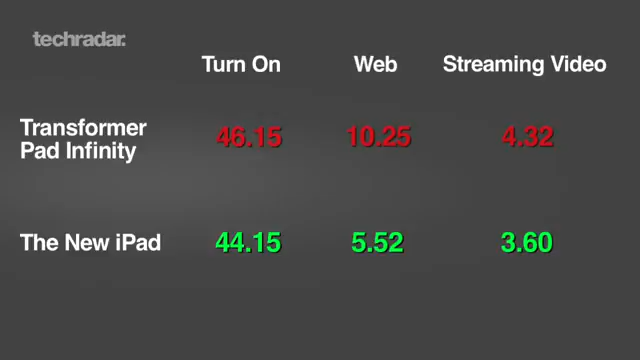 techradar.
Turn On Web Streaming Video
Transformer
Pad Infinity 46.15 10.25 4.32
The New iPad 44.15 5.52 3.60